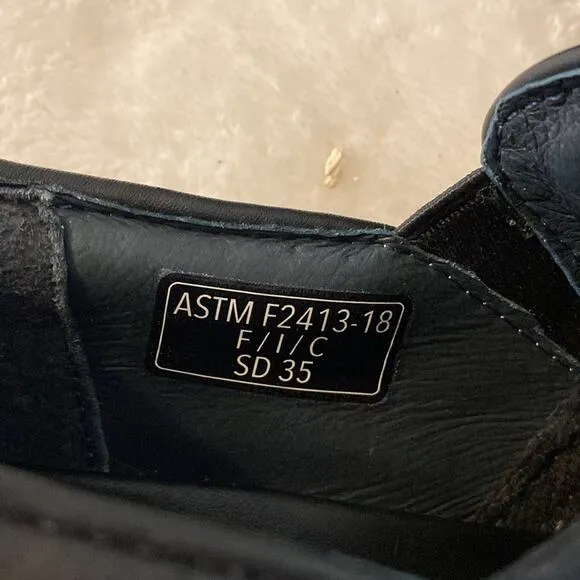 ASTM F2413-18
F / I / C
SD 35